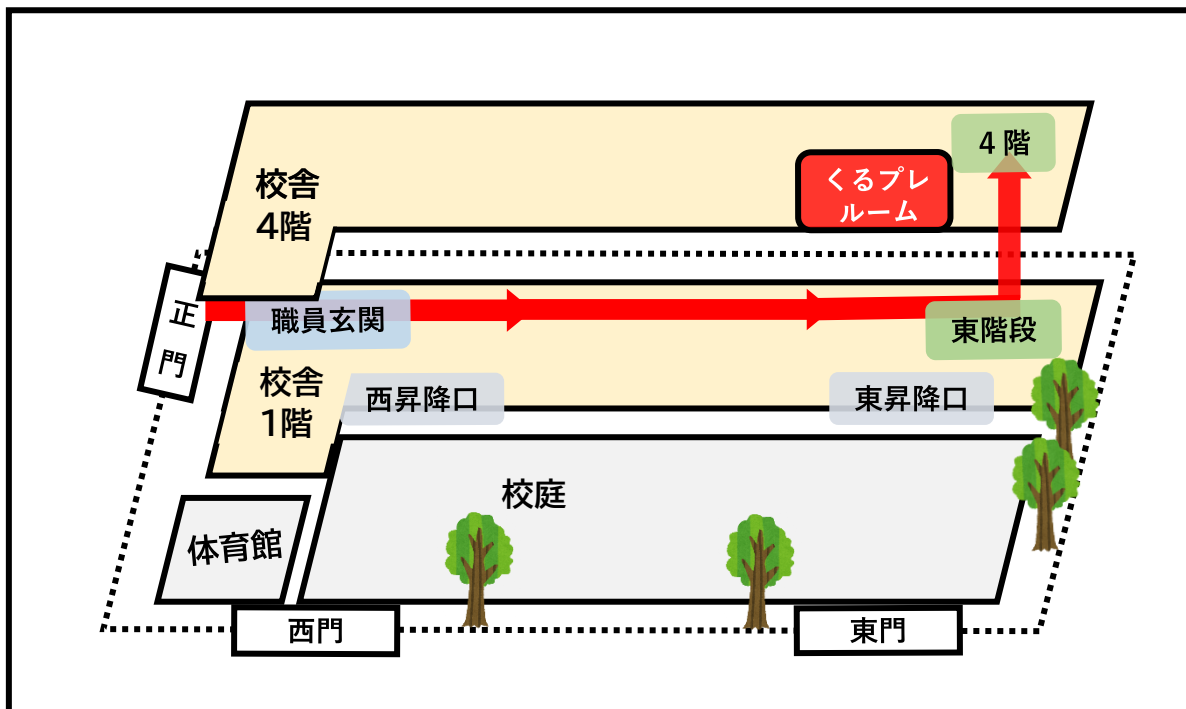 4階
くるプレ
ルーム
校舎
4階
正
門
職員玄関
東階段
校舎
1階
西昇降口
東昇降口
校庭
体育館
西門
東門